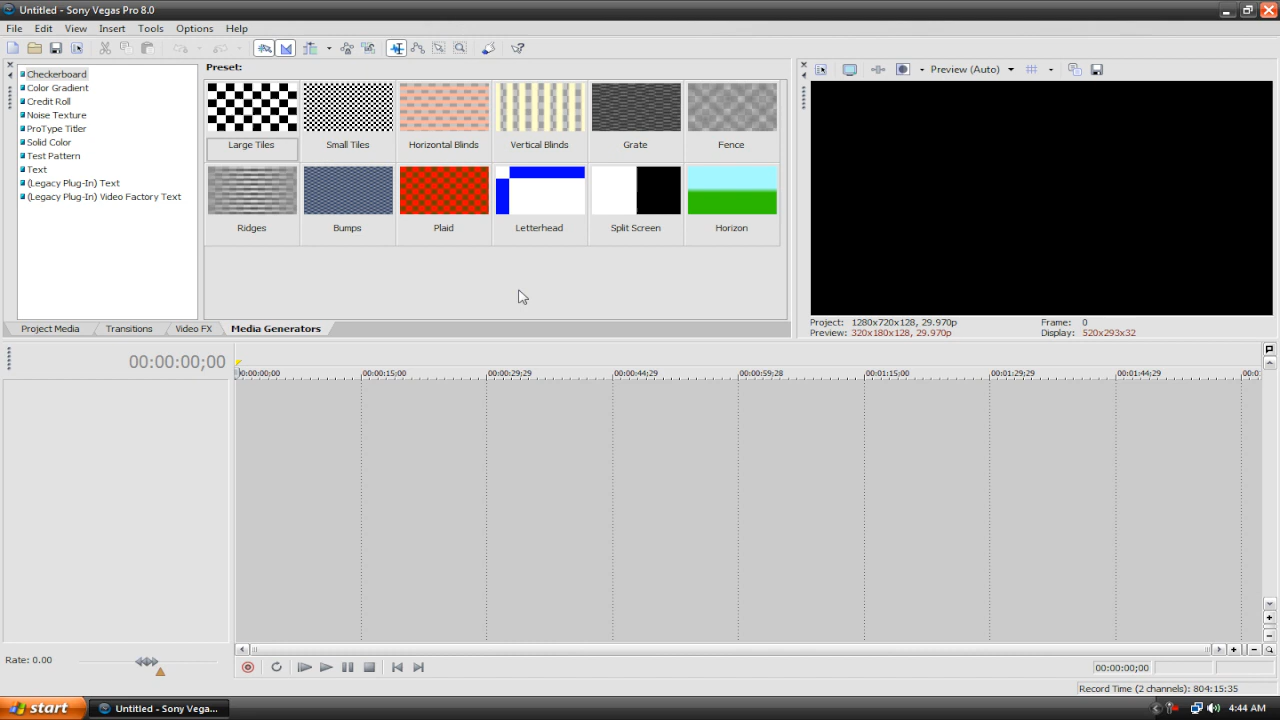 Untitled - Sony Vegas Pro 8.0
File Edit View Insert Tools Options Help
Checkerboard
Color Gradient
Credit Roll
Noise Texture
ProType Titler
Solid Color
Test Pattern
Text
(Legacy Plug-In) Text
(Legacy Plug-In) Video Factory Text
Preset:
Large Tiles Small Tiles Horizontal Blinds Vertical Blinds Grate Fence
Ridges Bumps Plaid Letterhead Split Screen Horizon
Project Media Transitions Video FX Media Generators
Preview (Auto)
Project: 1280x720x128, 29.970p Frame: 0
Preview: 320x180x128, 29.970p Display: 520x293x32
00:00:00;00
00:00:00;00 00:00:15;00 00:00:29;29 00:00:44;29 00:00:59;28 00:01:15;00 00:01:29;29 00:01:44;29 00:0
Rate: 0.00
00:00:00;00
Record Time (2 channels): 804:15:35
start Untitled - Sony Vega... 4:44 AM